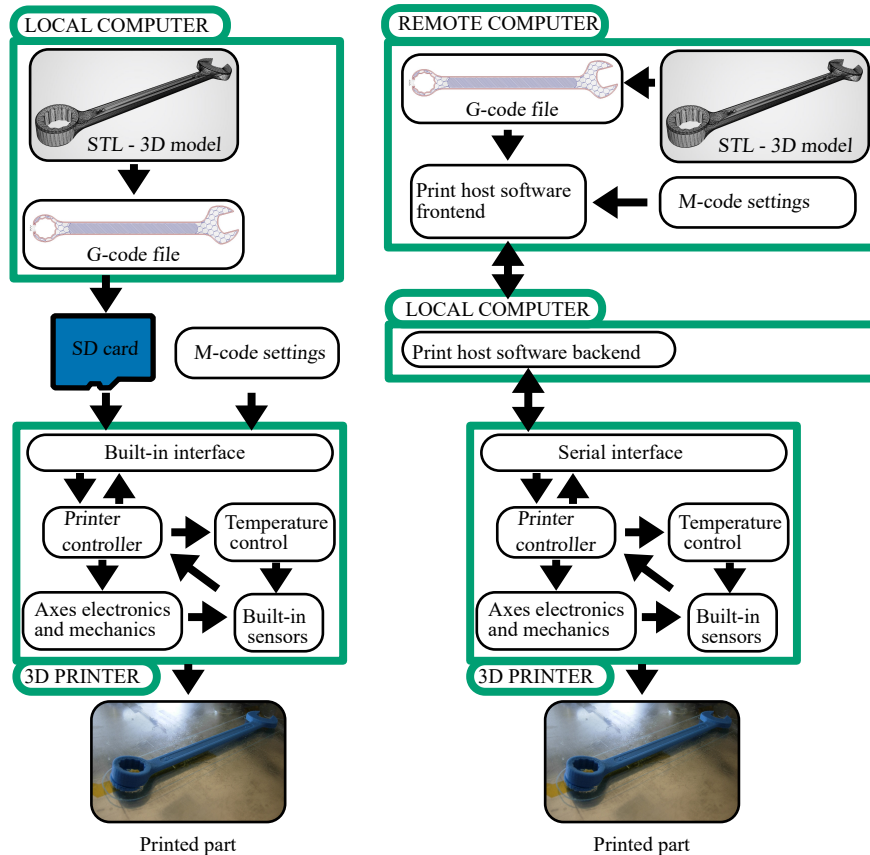 LOCAL COMPUTER
STL - 3D model
G-code file
SD card
M-code settings
Built-in interface
Printer
controller
Temperature
control
Axes electronics
and mechanics
Built-in
sensors
3D PRINTER
Printed part
REMOTE COMPUTER
G-code file
STL - 3D model
Print host software
frontend
M-code settings
LOCAL COMPUTER
Print host software backend
Serial interface
Printer
controller
Temperature
control
Axes electronics
and mechanics
Built-in
sensors
3D PRINTER
Printed part